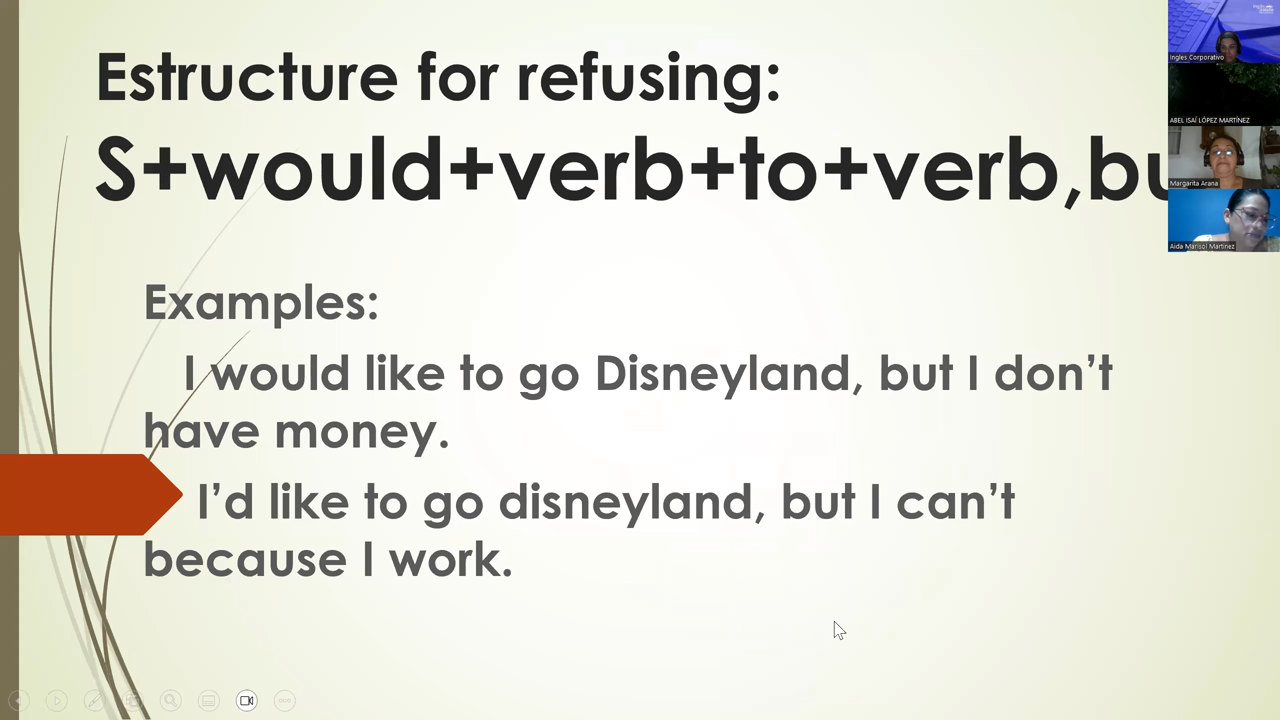 Estructure for refusing:
S+would+verb+to+verb,bu
Examples:
I would like to go Disneyland, but I don’t
have money.
I’d like to go disneyland, but I can’t
because I work.
Ingles Corporativo
ABEL ISAÍ LÓPEZ MARTÍNEZ
Margarita Arana
Aida Marisol Martinez